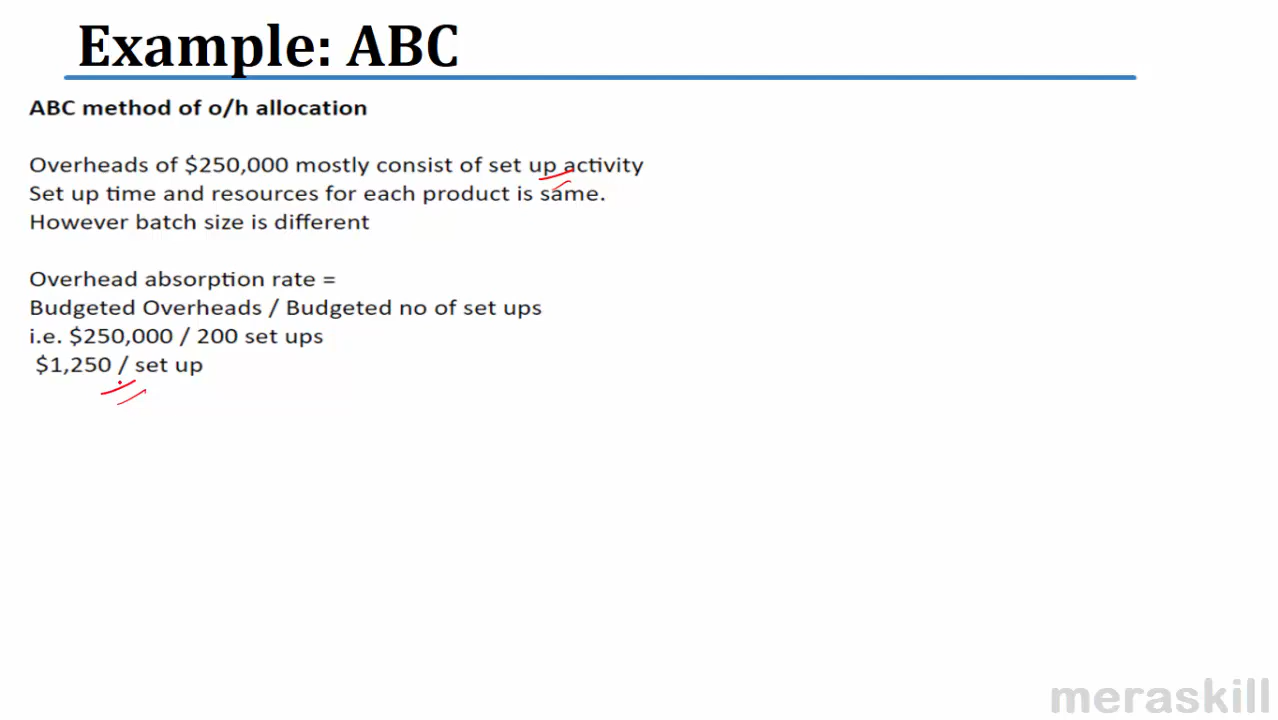 Example: ABC
ABC method of o/h allocation
Overheads of $250,000 mostly consist of set up activity
Set up time and resources for each product is same.
However batch size is different
Overhead absorption rate =
Budgeted Overheads / Budgeted no of set ups
i.e. $250,000 / 200 set ups
$1,250 / set up
meraskill